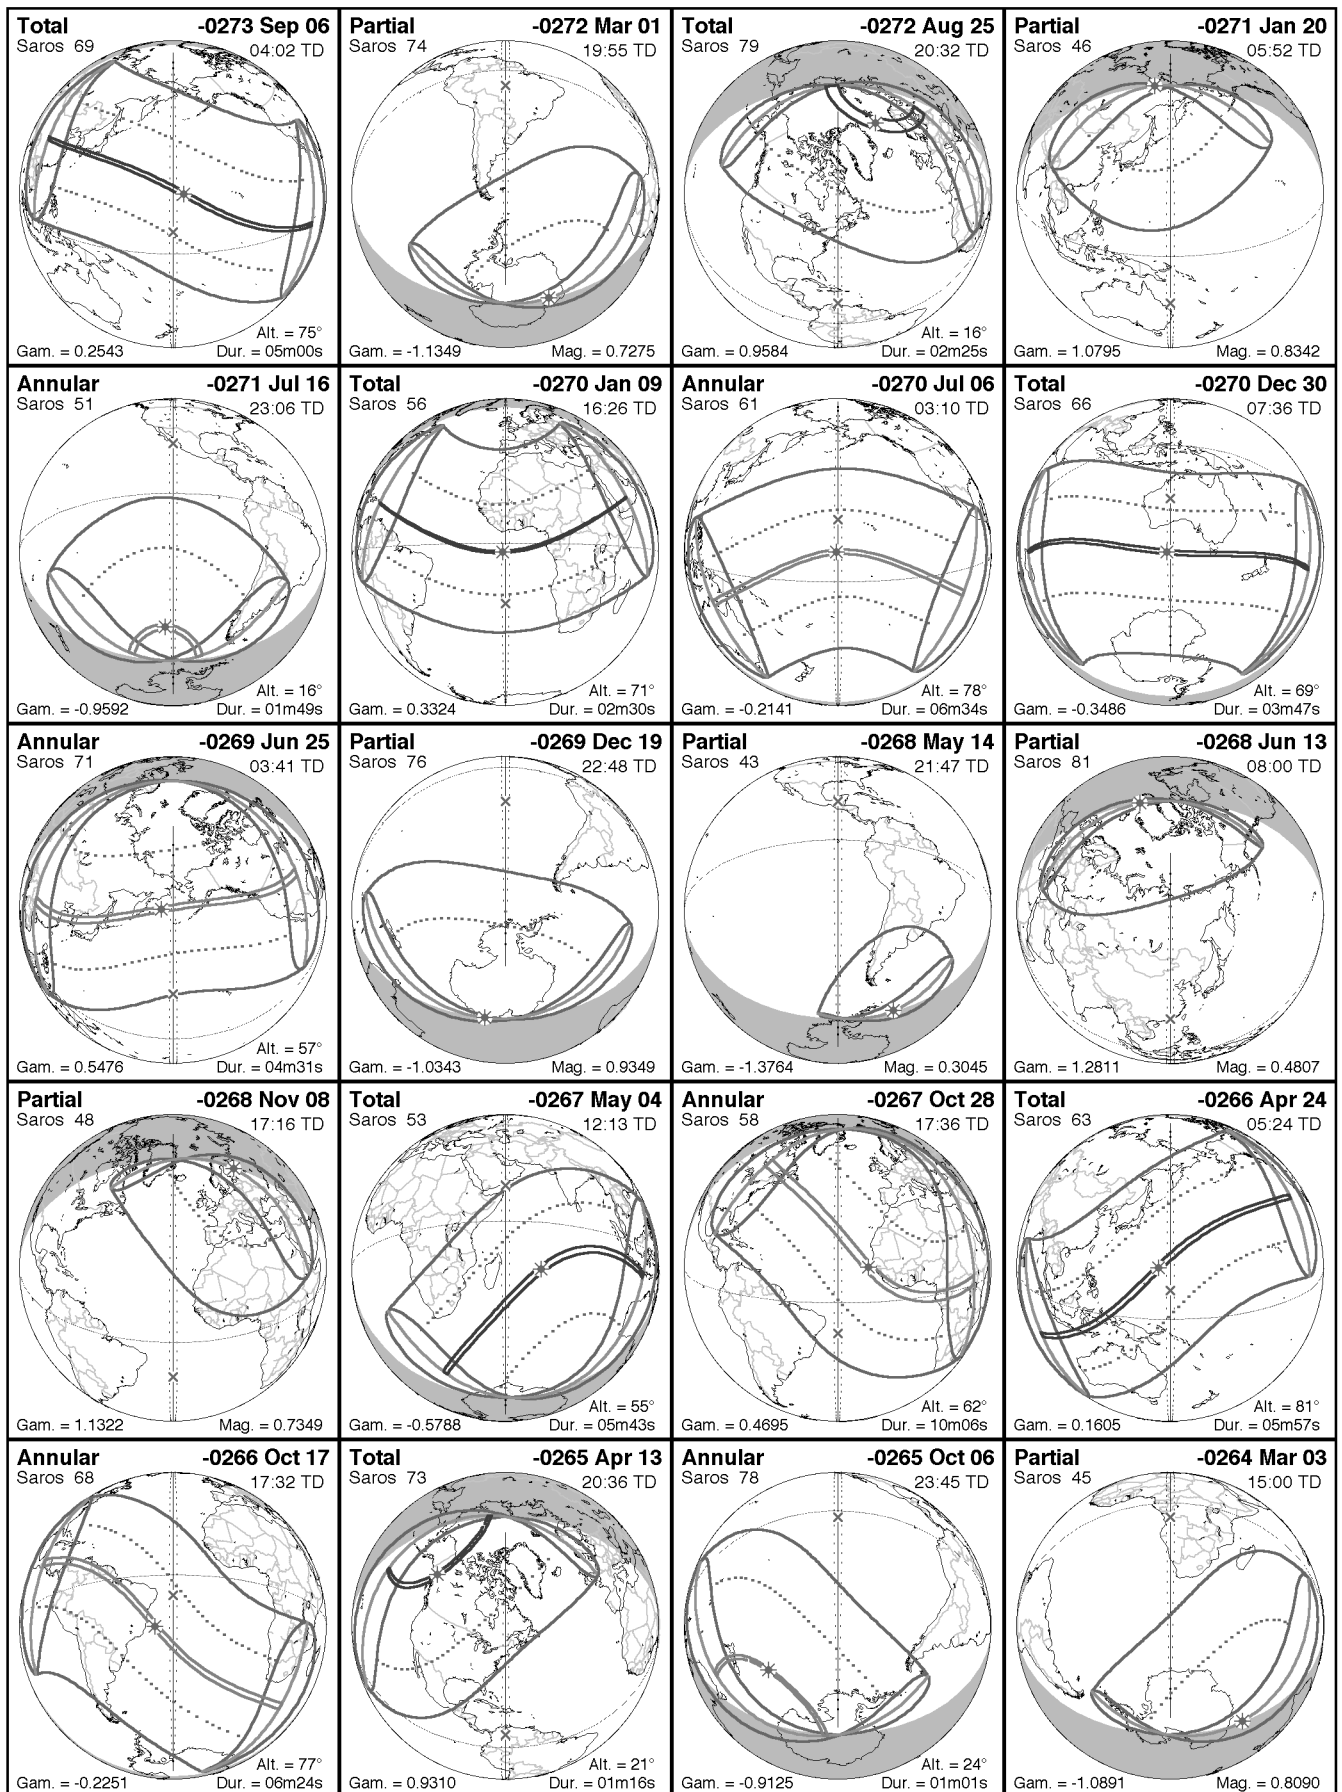 Total -0273 Sep 06
Saros 69 04:02 TD
Alt. = 75°
Gam. = 0.2543 Dur. = 05m00s
Partial -0272 Mar 01
Saros 74 19:55 TD
Gam. = -1.1349 Mag. = 0.7275
Total -0272 Aug 25
Saros 79 20:32 TD
Alt. = 16°
Gam. = 0.9584 Dur. = 02m25s
Partial -0271 Jan 20
Saros 46 05:52 TD
Gam. = 1.0795 Mag. = 0.8342
Annular -0271 Jul 16
Saros 51 23:06 TD
Alt. = 16°
Gam. = -0.9592 Dur. = 01m49s
Total -0270 Jan 09
Saros 56 16:26 TD
Alt. = 71°
Gam. = 0.3324 Dur. = 02m30s
Annular -0270 Jul 06
Saros 61 03:10 TD
Alt. = 78°
Gam. = -0.2141 Dur. = 06m34s
Total -0270 Dec 30
Saros 66 07:36 TD
Alt. = 69°
Gam. = -0.3486 Dur. = 03m47s
Annular -0269 Jun 25
Saros 71 03:41 TD
Alt. = 57°
Gam. = 0.5476 Dur. = 04m31s
Partial -0269 Dec 19
Saros 76 22:48 TD
Gam. = -1.0343 Mag. = 0.9349
Partial -0268 May 14
Saros 43 21:47 TD
Gam. = -1.3764 Mag. = 0.3045
Partial -0268 Jun 13
Saros 81 08:00 TD
Gam. = 1.2811 Mag. = 0.4807
Partial -0268 Nov 08
Saros 48 17:16 TD
Gam. = 1.1322 Mag. = 0.7349
Total -0267 May 04
Saros 53 12:13 TD
Alt. = 55°
Gam. = -0.5788 Dur. = 05m43s
Annular -0267 Oct 28
Saros 58 17:36 TD
Alt. = 62°
Gam. = 0.4695 Dur. = 10m06s
Total -0266 Apr 24
Saros 63 05:24 TD
Alt. = 81°
Gam. = 0.1605 Dur. = 05m57s
Annular -0266 Oct 17
Saros 68 17:32 TD
Alt. = 77°
Gam. = -0.2251 Dur. = 06m24s
Total -0265 Apr 13
Saros 73 20:36 TD
Alt. = 21°
Gam. = 0.9310 Dur. = 01m16s
Annular -0265 Oct 06
Saros 78 23:45 TD
Alt. = 24°
Gam. = -0.9125 Dur. = 01m01s
Partial -0264 Mar 03
Saros 45 15:00 TD
Gam. = -1.0891 Mag. = 0.8090